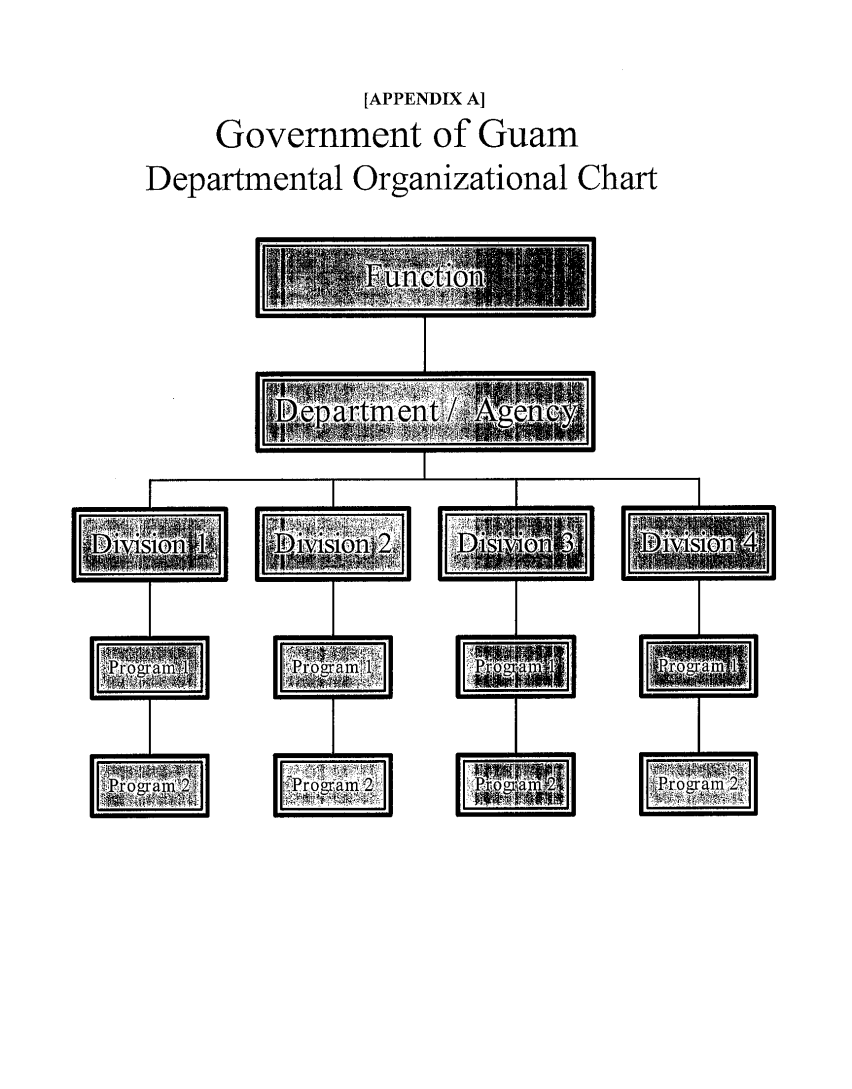 [APPENDIX A]
Government of Guam
Departmental Organizational Chart
Function
Department / Agency
Division 1
Division 2
Disivion 3
Division 4
Program 1
Program 1
Program 1
Program 1
Program 2
Program 2
Program 2
Program 2